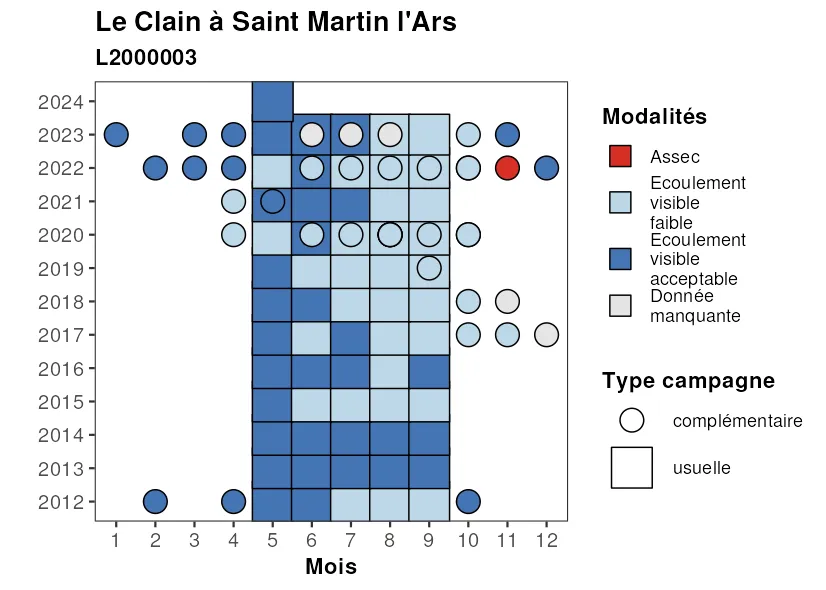 Le Clain à Saint Martin l'Ars
L2000003
2024
2023
2022
2021
2020
2019
2018
2017
2016
2015
2014
2013
2012
1 2 3 4 5 6 7 8 9 10 11 12
Mois
Modalités
Assec
Ecoulement
visible
faible
Ecoulement
visible
acceptable
Donnée
manquante
Type campagne
complémentaire
usuelle